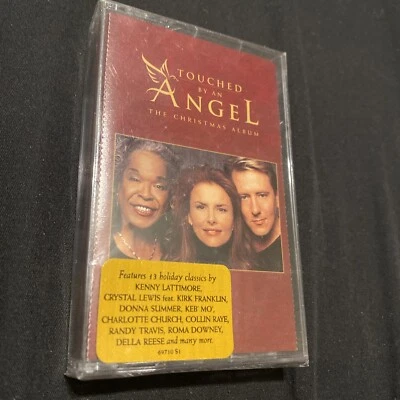 TOUCHED
BY AN
ANGEL
THE CHRISTMAS ALBUM
Features 13 holiday classics by
KENNY LATTIMORE,
CRYSTAL LEWIS feat. KIRK FRANKLIN,
DONNA SUMMER, KEB' MO',
CHARLOTTE CHURCH, COLLIN RAYE,
RANDY TRAVIS, ROMA DOWNEY,
DELLA REESE and many more.